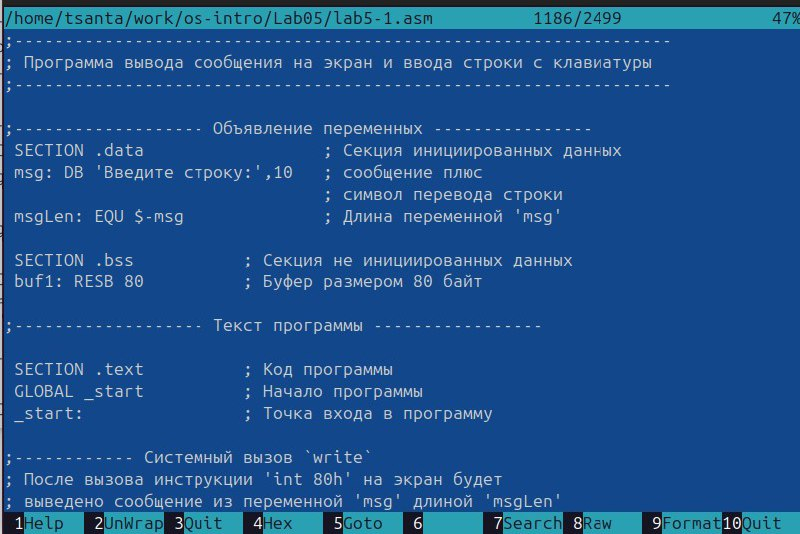 /home/tsanta/work/os-intro/Lab05/lab5-1.asm 1186/2499 47%
;------------------------------------------------------------------
; Программа вывода сообщения на экран и ввода строки с клавиатуры
;------------------------------------------------------------------
;------------------- Объявление переменных ----------------
SECTION .data ; Секция инициированных данных
msg: DB 'Введите строку:',10 ; сообщение плюс
; символ перевода строки
msgLen: EQU $-msg ; Длина переменной 'msg'
SECTION .bss ; Секция не инициированных данных
buf1: RESB 80 ; Буфер размером 80 байт
;------------------- Текст программы -----------------
SECTION .text ; Код программы
GLOBAL _start ; Начало программы
_start: ; Точка входа в программу
;------------ Системный вызов `write`
; После вызова инструкции 'int 80h' на экран будет
; выведено сообщение из переменной 'msg' длиной 'msgLen'
1Help 2UnWrap 3Quit 4Hex 5Goto 6 7Search 8Raw 9Format 10Quit